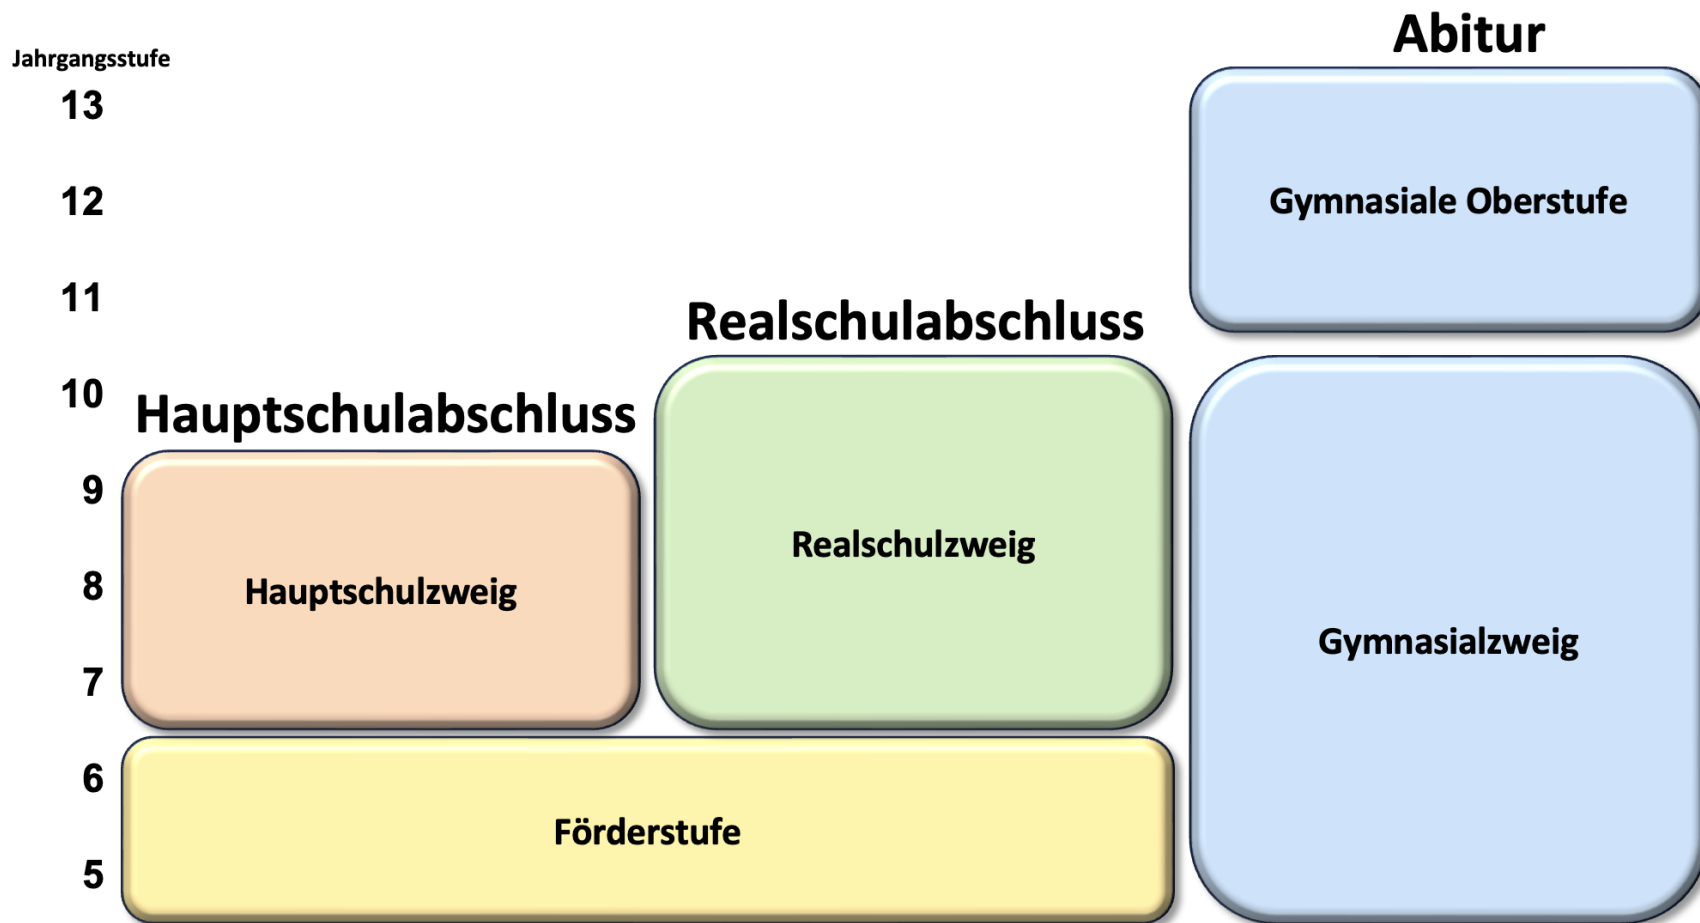 Abitur
Jahrgangsstufe
13
12
Gymnasiale Oberstufe
11
Realschulabschluss
10
Hauptschulabschluss
9
Realschulzweig
8
Hauptschulzweig
Gymnasialzweig
7
6
Förderstufe
5